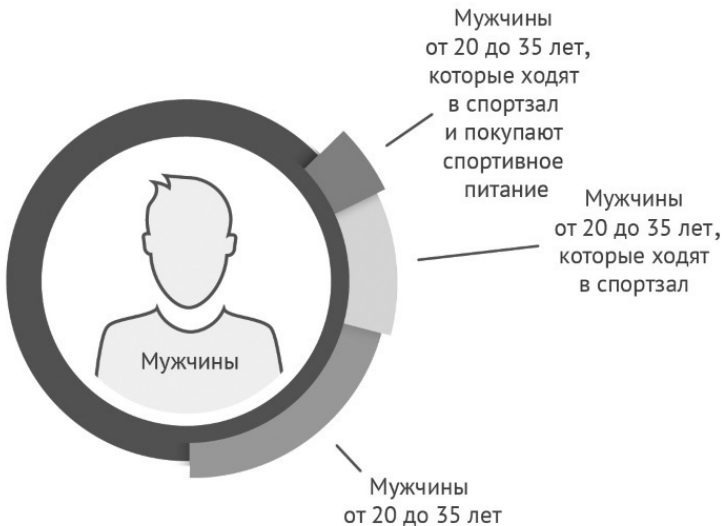 Мужчины
от 20 до 35 лет,
которые ходят
в спортзал
и покупают
спортивное
питание
Мужчины
от 20 до 35 лет,
которые ходят
в спортзал
Мужчины
Мужчины
от 20 до 35 лет